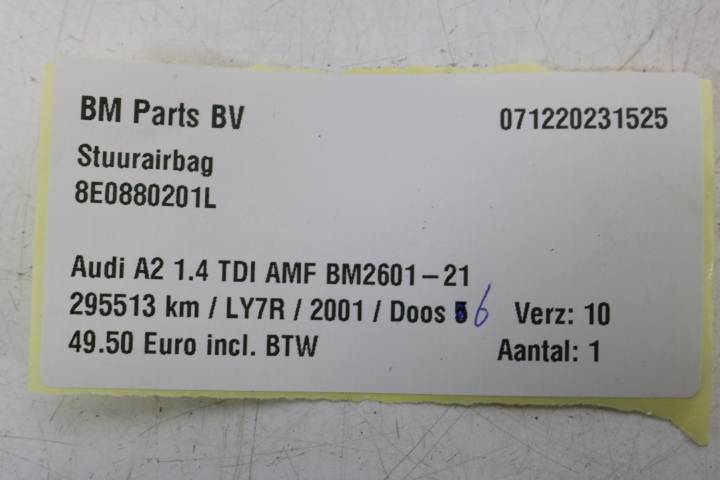 BM Parts BV 071220231525
Stuurairbag
8E0880201L
Audi A2 1.4 TDI AMF BM2601-21
295513 km / LY7R / 2001 / Doos 6 Verz: 10
49.50 Euro incl. BTW Aantal: 1